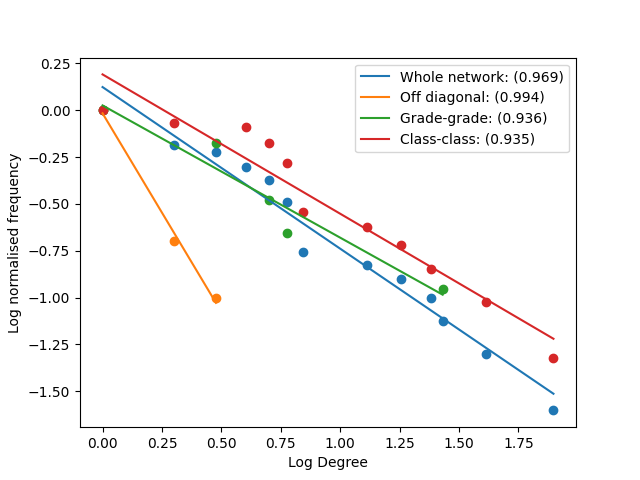 Whole network: (0.969)
Off diagonal: (0.994)
Grade-grade: (0.936)
Class-class: (0.935)
Log normalised frequency
0.25
0.00
−0.25
−0.50
−0.75
−1.00
−1.25
−1.50
0.00 0.25 0.50 0.75 1.00 1.25 1.50 1.75
Log Degree